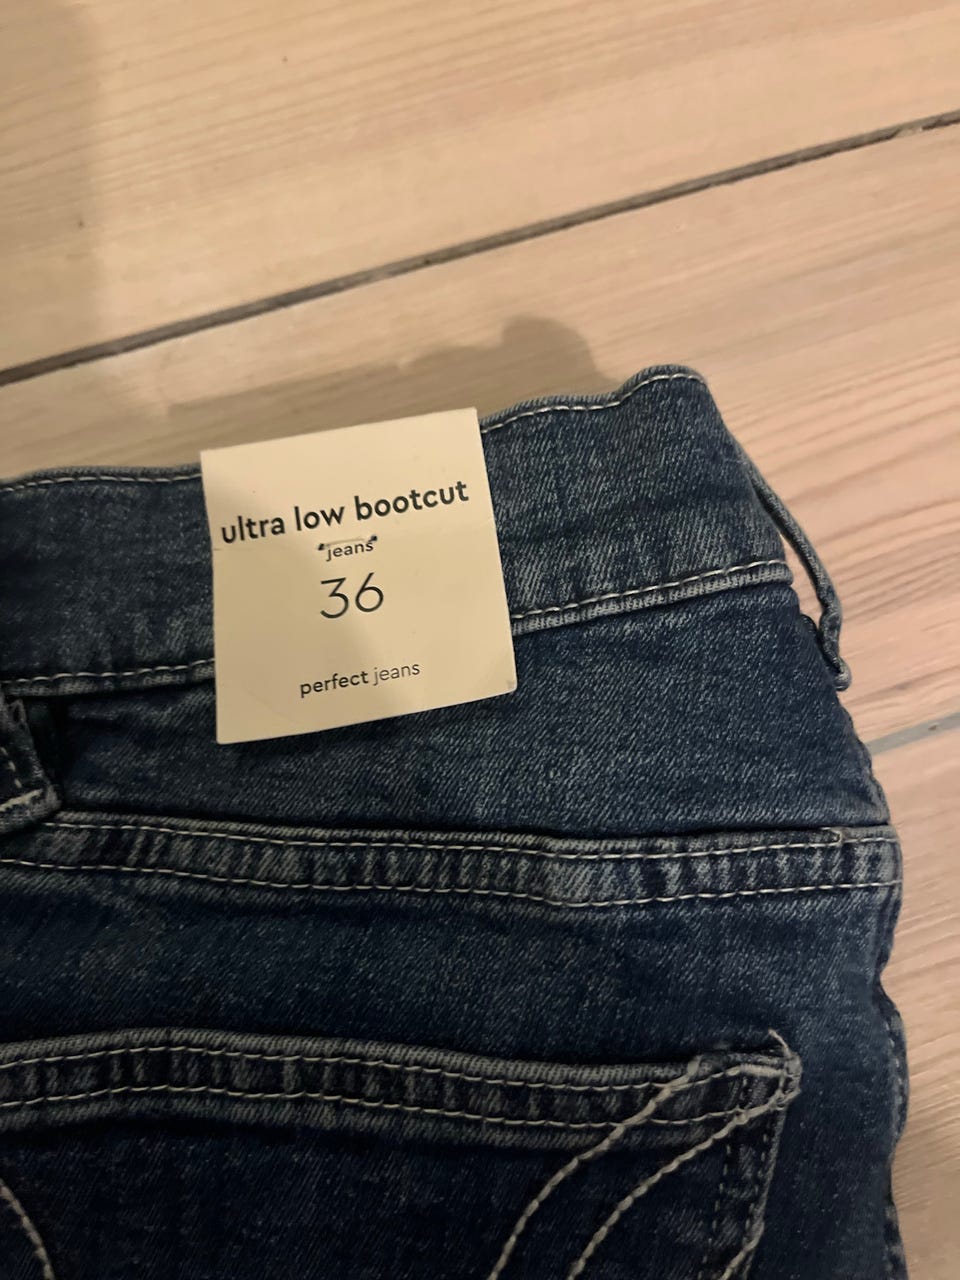 ultra low bootcut
jeans
36
perfect jeans